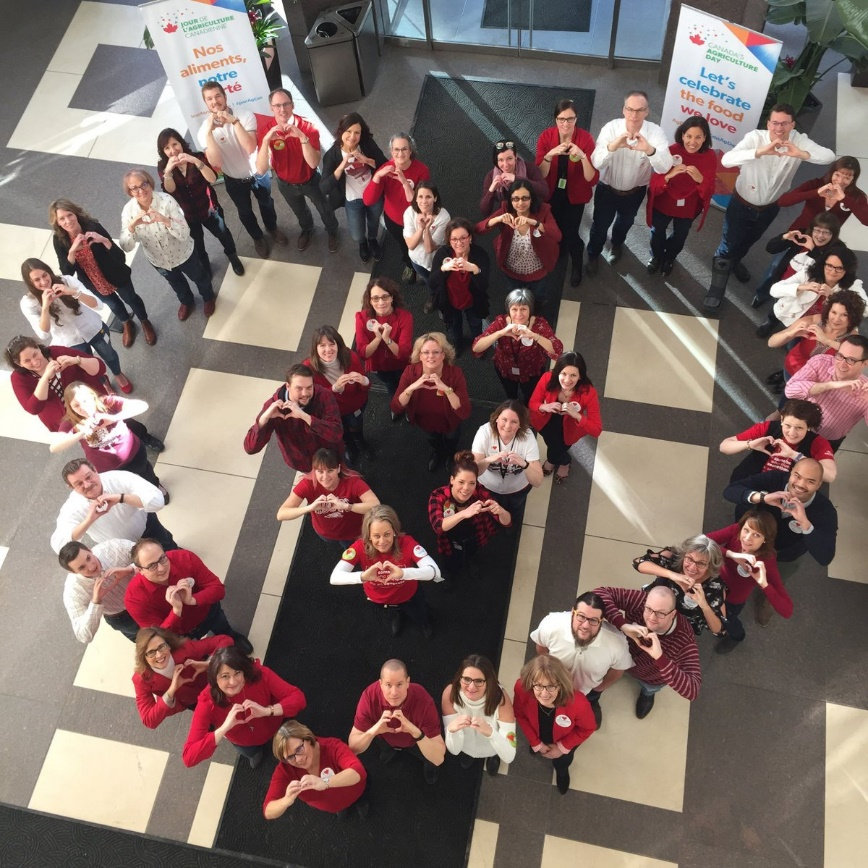 JOUR DE
L'AGRICULTURE
CANADIENNE
Nos
aliments,
notre
CANADA'S
AGRICULTURE
DAY
Let's
celebrate
the food
we love